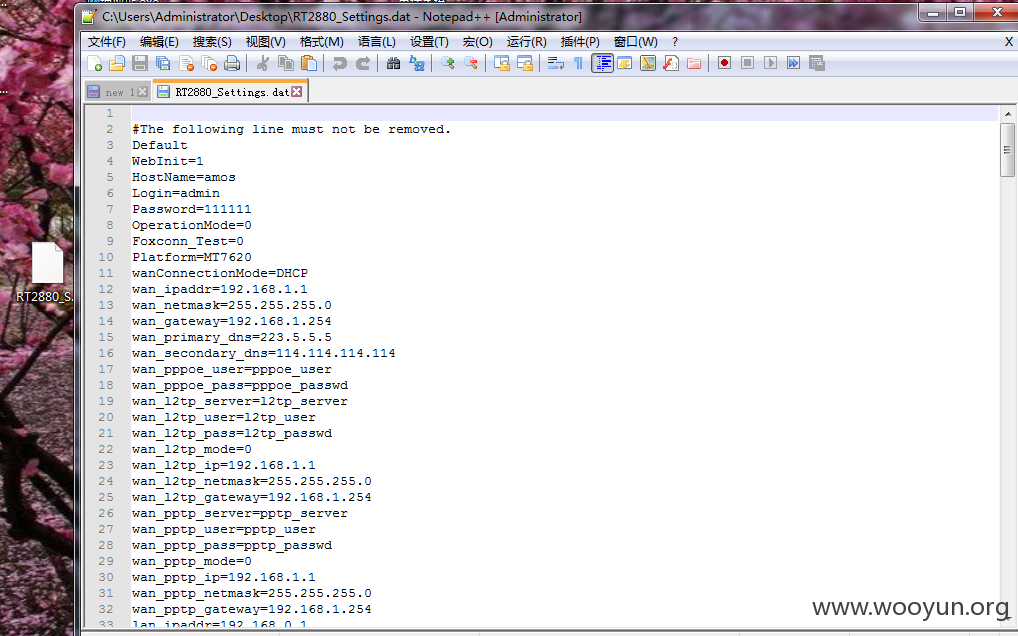 C:\Users\Administrator\Desktop\RT2880_Settings.dat - Notepad++ [Administrator]
文件(F) 编辑(E) 搜索(S) 视图(V) 格式(M) 语言(L) 设置(T) 宏(O) 运行(R) 插件(P) 窗口(W) ? X
new 1 RT2880_Settings.dat
1
2 #The following line must not be removed.
3 Default
4 WebInit=1
5 HostName=amos
6 Login=admin
7 Password=111111
8 OperationMode=0
9 Foxconn_Test=0
10 Platform=MT7620
11 wanConnectionMode=DHCP
12 wan_ipaddr=192.168.1.1
13 wan_netmask=255.255.255.0
14 wan_gateway=192.168.1.254
15 wan_primary_dns=223.5.5.5
16 wan_secondary_dns=114.114.114.114
17 wan_pppoe_user=pppoe_user
18 wan_pppoe_pass=pppoe_passwd
19 wan_l2tp_server=l2tp_server
20 wan_l2tp_user=l2tp_user
21 wan_l2tp_pass=l2tp_passwd
22 wan_l2tp_mode=0
23 wan_l2tp_ip=192.168.1.1
24 wan_l2tp_netmask=255.255.255.0
25 wan_l2tp_gateway=192.168.1.254
26 wan_pptp_server=pptp_server
27 wan_pptp_user=pptp_user
28 wan_pptp_pass=pptp_passwd
29 wan_pptp_mode=0
30 wan_pptp_ip=192.168.1.1
31 wan_pptp_netmask=255.255.255.0
32 wan_pptp_gateway=192.168.1.254
33 lan_ipaddr=192.168.0.1
RT2880_S.
www.wooyun.org